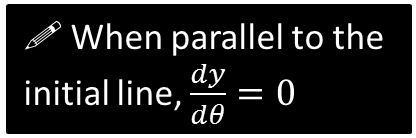 When parallel to the
initial line, dy/dθ = 0